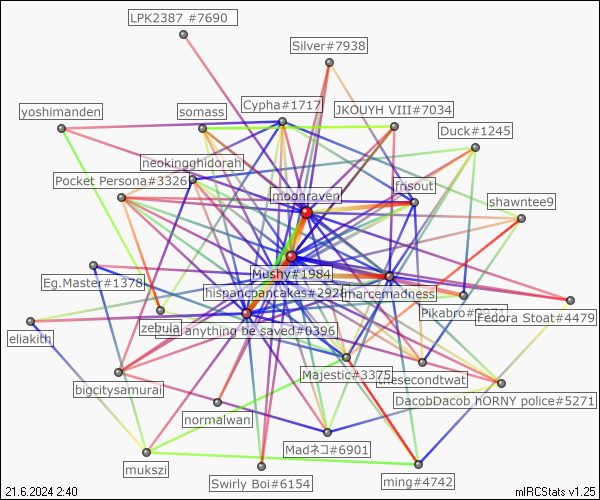 LPK2387 #7690
Silver#7938
yoshimanden
somass
Cypha#1717
JKOUYH VIII#7034
Duck#1245
neokingghidorah
Pocket Persona#3326
moonraven
frisout
shawntee9
Mushy#1984
Eg.Master#1378
hispancpancakes#2928
marcemadness
Pikabro#
Fedora Stoat#4479
zebula
anything be saved#0396
eliakith
Majestic#3375
thesecondtwat
bigcitysamurai
DacobDacob hORNY police#5271
normalwan
Madネコ#6901
mukszi
Swirly Boi#6154
ming#4742
21.6.2024 2:40
mIRCStats v1.25